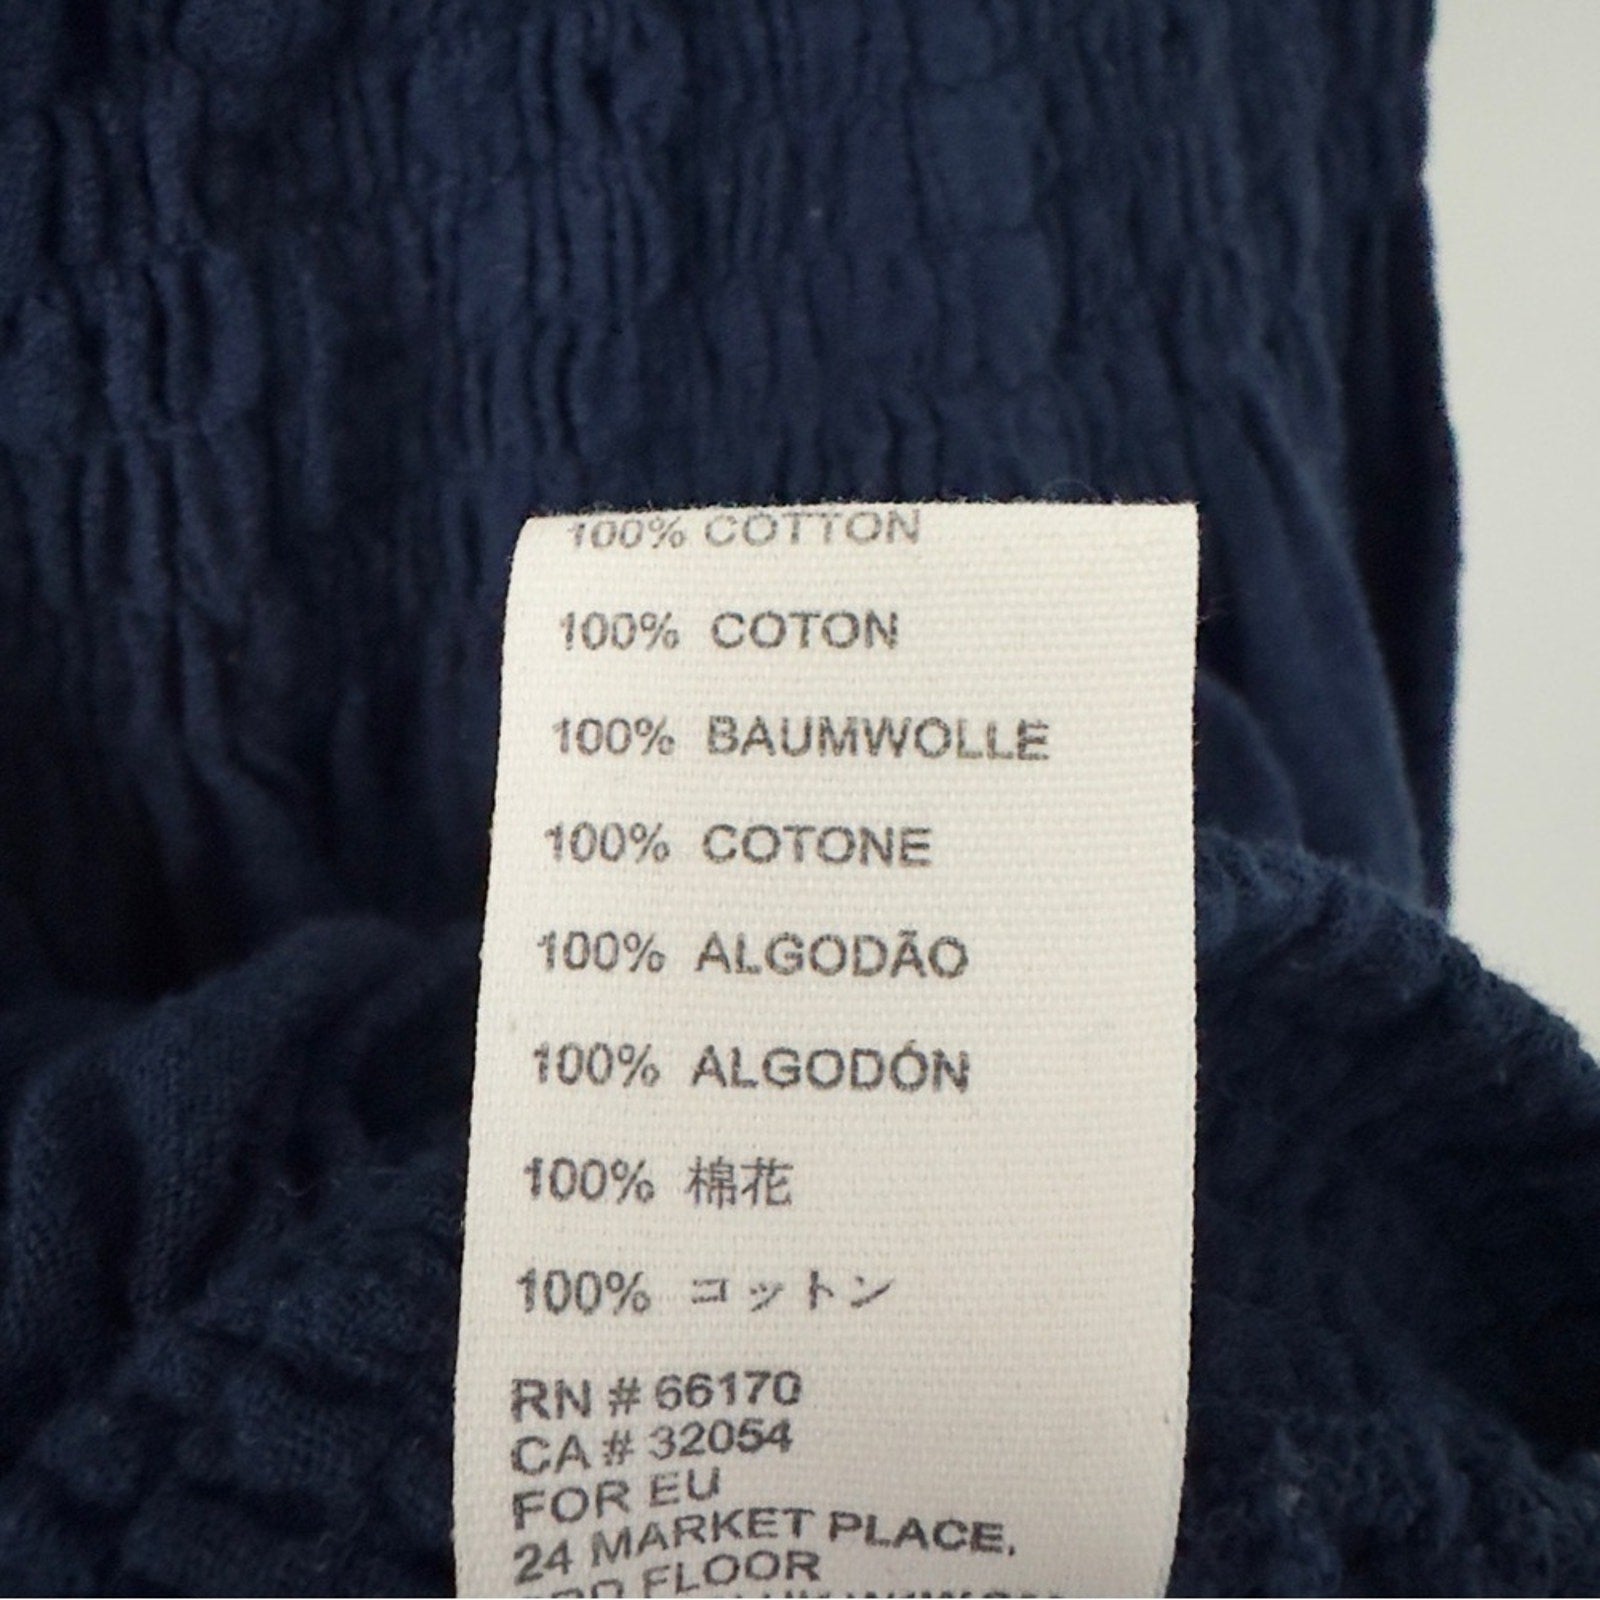 100% COTTON
100% COTON
100% BAUMWOLLE
100% COTONE
100% ALGODÃO
100% ALGODÓN
100% 棉花
100% コットン
RN # 66170
CA # 32054
FOR EU
24 MARKET PLACE,
FLOOR